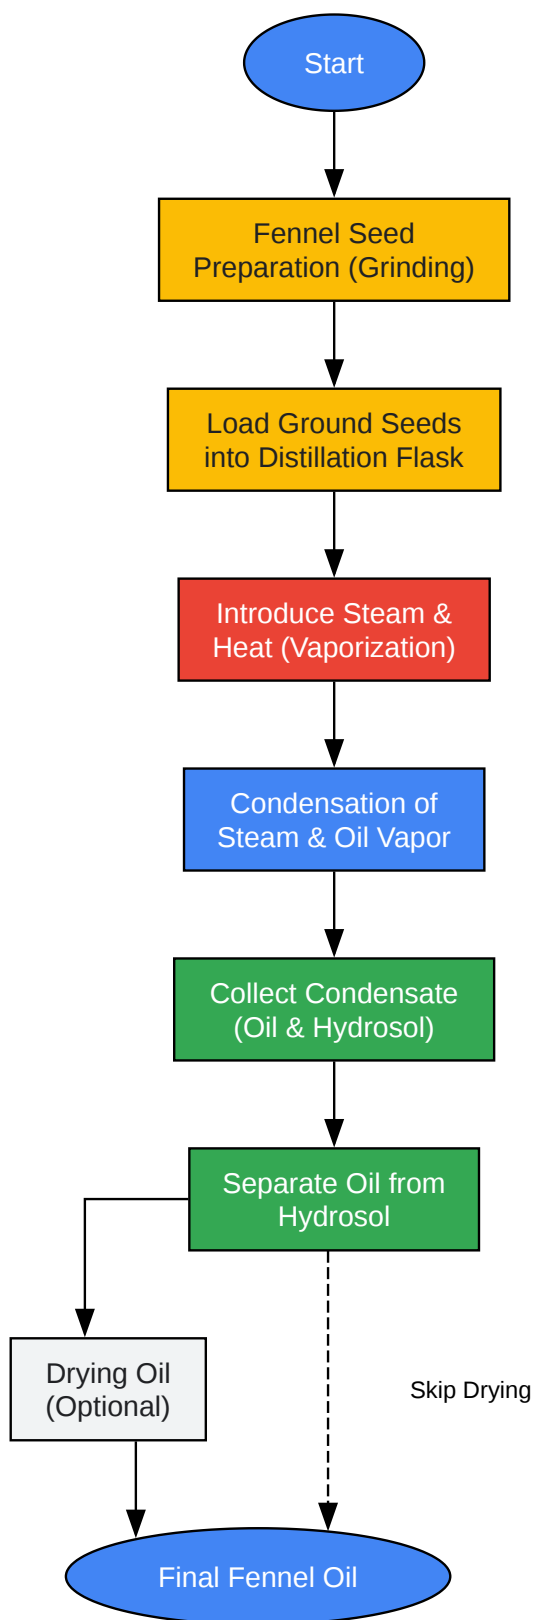 Start
Fennel Seed
Preparation (Grinding)
Load Ground Seeds
into Distillation Flask
Introduce Steam &
Heat (Vaporization)
Condensation of
Steam & Oil Vapor
Collect Condensate
(Oil & Hydrosol)
Separate Oil from
Hydrosol
Drying Oil
(Optional)
Skip Drying
Final Fennel Oil